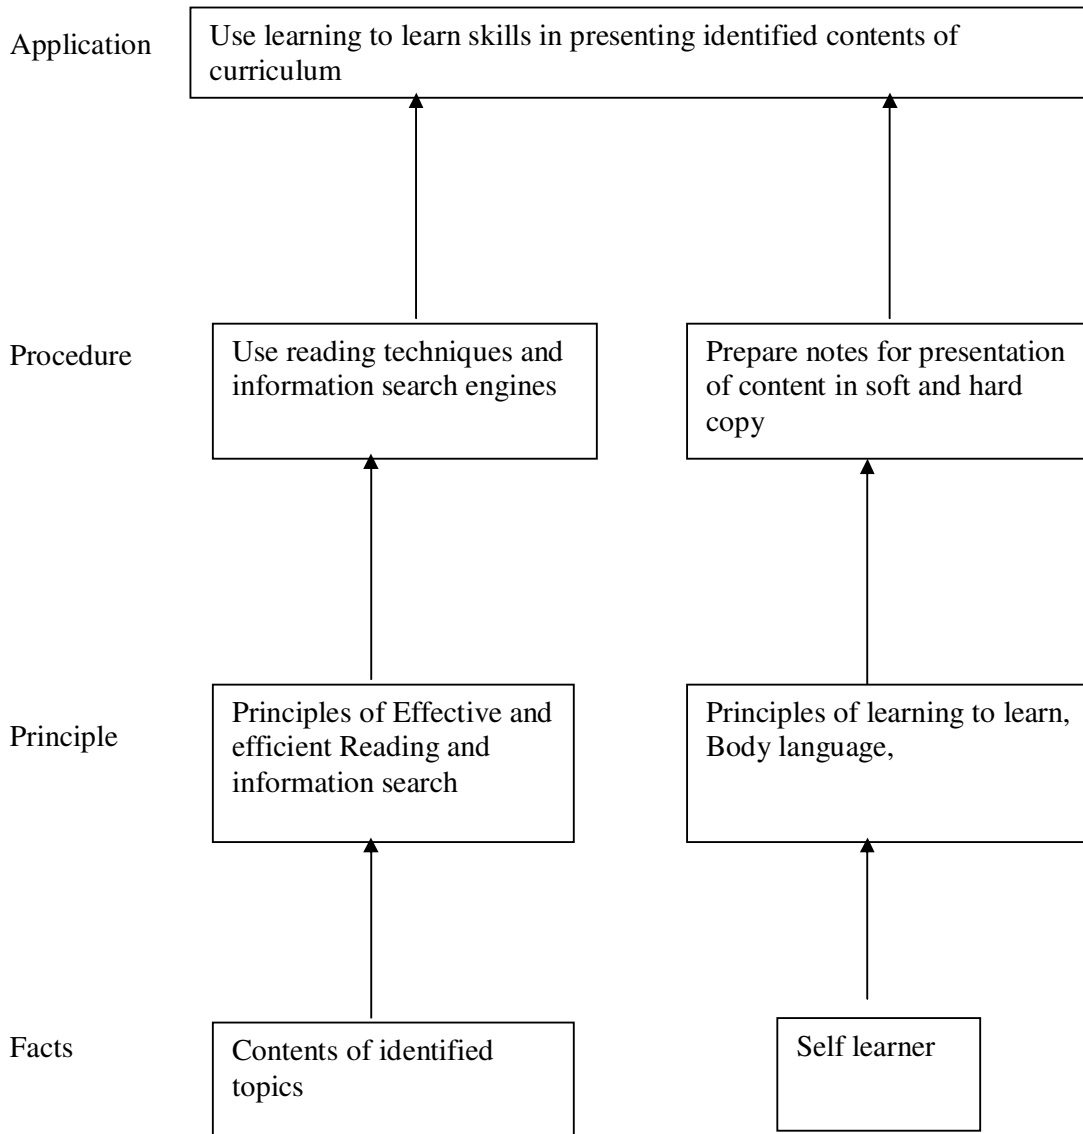 Application
Use learning to learn skills in presenting identified contents of
curriculum
Procedure
Use reading techniques and
information search engines
Prepare notes for presentation
of content in soft and hard
copy
Principle
Principles of Effective and
efficient Reading and
information search
Principles of learning to learn,
Body language,
Facts
Contents of identified
topics
Self learner